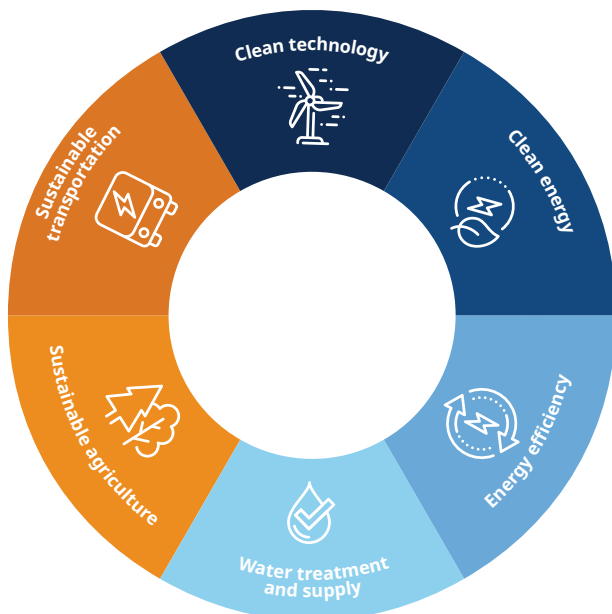 Clean technology
Clean energy
Energy efficiency
Water treatment
and supply
Sustainable agriculture
Sustainable
transportation